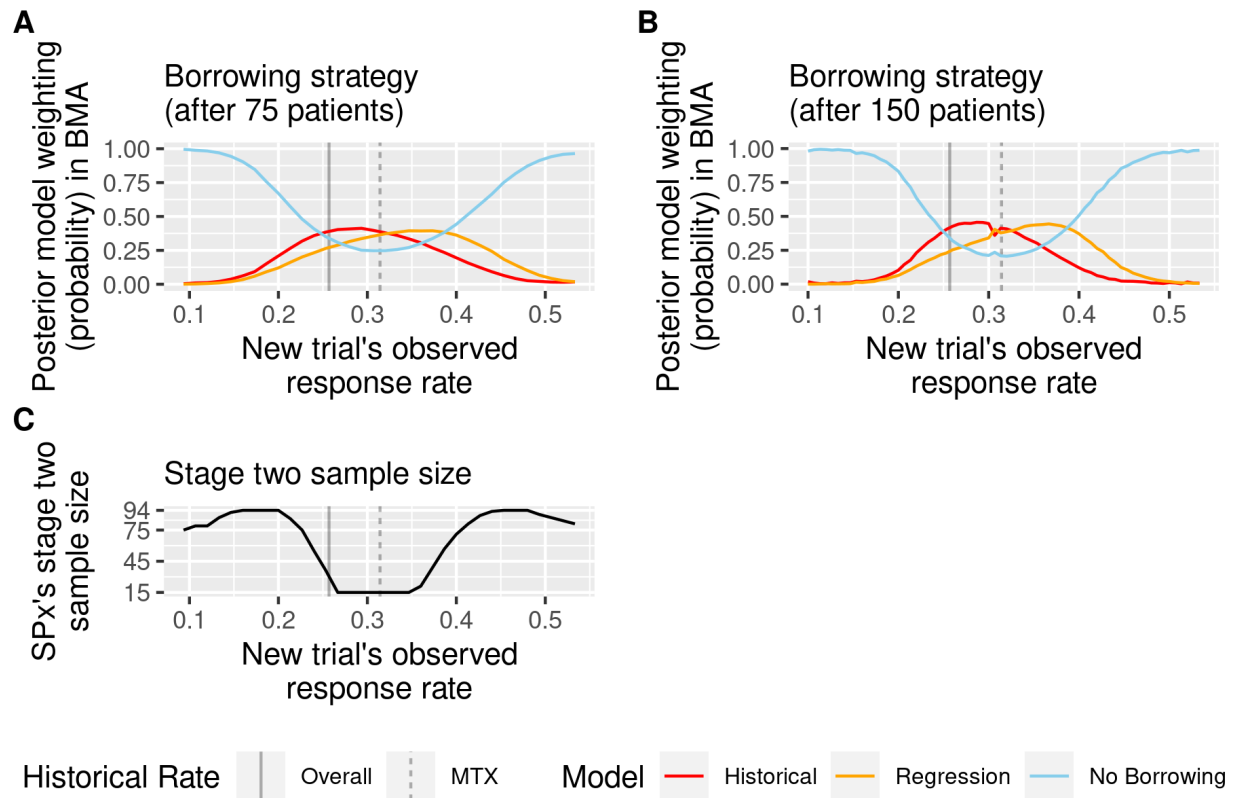 A
Posterior model weighting
(probability) in BMA
Borrowing strategy
(after 75 patients)
1.00
0.75
0.50
0.25
0.00
0.1 0.2 0.3 0.4 0.5
New trial's observed
response rate
B
Posterior model weighting
(probability) in BMA
Borrowing strategy
(after 150 patients)
1.00
0.75
0.50
0.25
0.00
0.1 0.2 0.3 0.4 0.5
New trial's observed
response rate
C
SPx's stage two
sample size
Stage two sample size
94
75
45
15
0.1 0.2 0.3 0.4 0.5
New trial's observed
response rate
Historical Rate Overall MTX Model Historical Regression No Borrowing